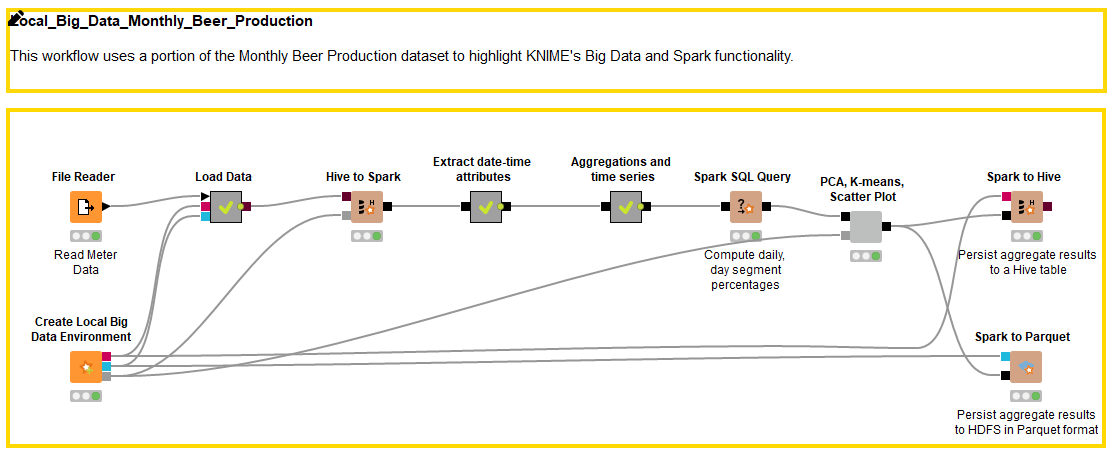 Local_Big_Data_Monthly_Beer_Production
This workflow uses a portion of the Monthly Beer Production dataset to highlight KNIME's Big Data and Spark functionality.
File Reader
Read Meter
Data
Load Data
Hive to Spark
Extract date-time
attributes
Aggregations and
time series
Spark SQL Query
Compute daily,
day segment
percentages
PCA, K-means,
Scatter Plot
Spark to Hive
Persist aggregate results
to a Hive table
Create Local Big
Data Environment
Spark to Parquet
Persist aggregate results
to HDFS in Parquet format